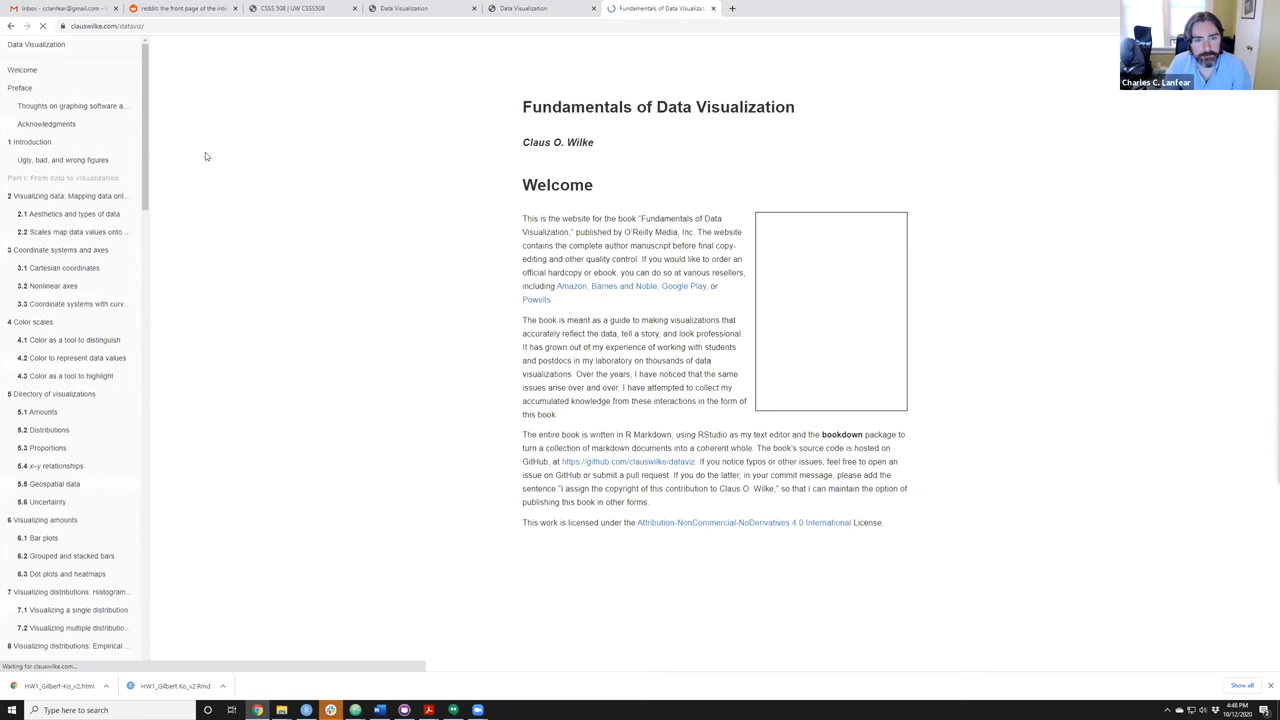 inbox - cclanfear@gmail.com - G
reddit: the front page of the inte
CSSS 508 | UW CSSS508
Data Visualization
Data Visualization
Fundamentals of Data Visualizat
clauswilke.com/dataviz/
Charles C. Lanfear
Data Visualization
Welcome
Preface
Thoughts on graphing software a...
Acknowledgments
1 Introduction
Ugly, bad, and wrong figures
Part I: From data to visualization
2 Visualizing data: Mapping data ont...
2.1 Aesthetics and types of data
2.2 Scales map data values onto ...
3 Coordinate systems and axes
3.1 Cartesian coordinates
3.2 Nonlinear axes
3.3 Coordinate systems with curv...
4 Color scales
4.1 Color as a tool to distinguish
4.2 Color to represent data values
4.3 Color as a tool to highlight
5 Directory of visualizations
5.1 Amounts
5.2 Distributions
5.3 Proportions
5.4 x–y relationships
5.5 Geospatial data
5.6 Uncertainty
6 Visualizing amounts
6.1 Bar plots
6.2 Grouped and stacked bars
6.3 Dot plots and heatmaps
7 Visualizing distributions: Histogram...
7.1 Visualizing a single distribution
7.2 Visualizing multiple distributio...
8 Visualizing distributions: Empirical ...
Fundamentals of Data Visualization
Claus O. Wilke
Welcome
This is the website for the book “Fundamentals of Data
Visualization,” published by O’Reilly Media, Inc. The website
contains the complete author manuscript before final copy-
editing and other quality control. If you would like to order an
official hardcopy or ebook, you can do so at various resellers,
including Amazon, Barnes and Noble, Google Play, or
Powells.
The book is meant as a guide to making visualizations that
accurately reflect the data, tell a story, and look professional.
It has grown out of my experience of working with students
and postdocs in my laboratory on thousands of data
visualizations. Over the years, I have noticed that the same
issues arise over and over. I have attempted to collect my
accumulated knowledge from these interactions in the form of
this book.
The entire book is written in R Markdown, using RStudio as my text editor and the bookdown package to
turn a collection of markdown documents into a coherent whole. The book’s source code is hosted on
GitHub, at https://github.com/clauswilke/dataviz. If you notice typos or other issues, feel free to open an
issue on GitHub or submit a pull request. If you do the latter, in your commit message, please add the
sentence “I assign the copyright of this contribution to Claus O. Wilke,” so that I can maintain the option of
publishing this book in other forms.
This work is licensed under the Attribution-NonCommercial-NoDerivatives 4.0 International License.
Waiting for clauswilke.com...
HW1_Gilbert-Ko_v2.html
HW1_Gilbert Ko_v2.Rmd
Show all
Type here to search
4:48 PM
10/12/2020